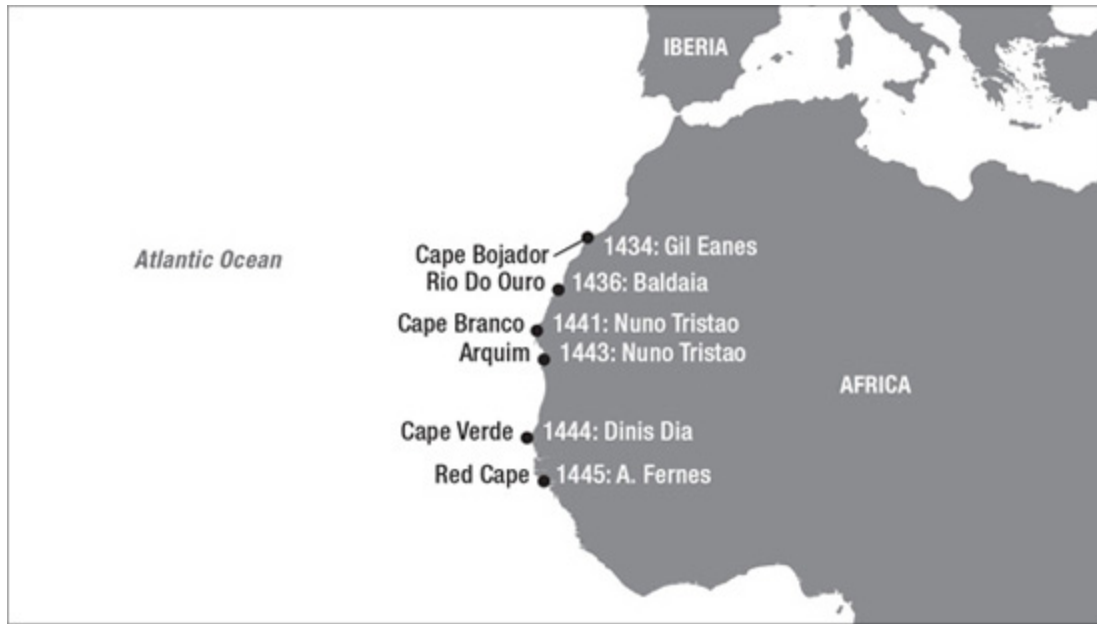 IBERIA
Atlantic Ocean
Cape Bojador
1434: Gil Eanes
Rio Do Ouro
1436: Baldaia
Cape Branco
1441: Nuno Tristao
Arquim
1443: Nuno Tristao
AFRICA
Cape Verde
1444: Dinis Dia
Red Cape
1445: A. Fernes